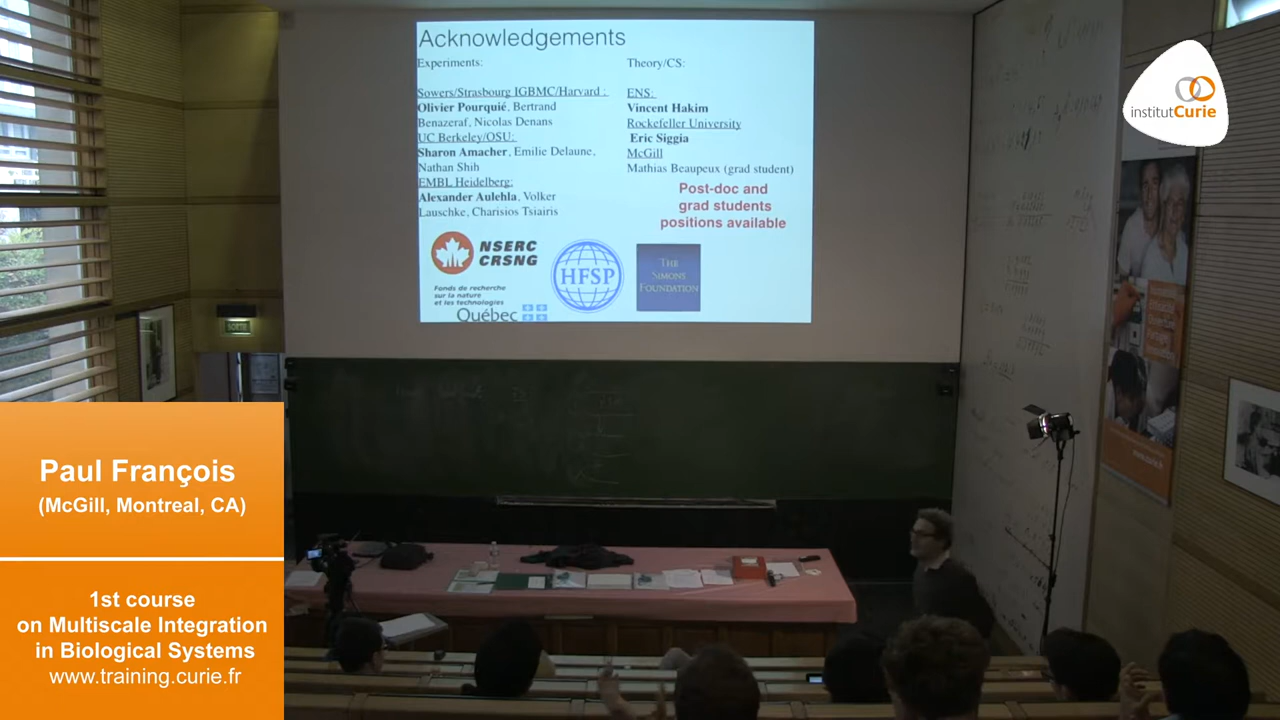 Acknowledgements
Experiments:
Sowers/Strasbourg IGBMC/Harvard :
Olivier Pourquié, Bertrand
Benazeraf, Nicolas Denans
UC Berkeley/OSU:
Sharon Amacher, Emilie Delaune,
Nathan Shih
EMBL Heidelberg:
Alexander Aulehla, Volker
Lauschke, Charisios Tsiairis
Theory/CS:
ENS:
Vincent Hakim
Rockefeller University
Eric Siggia
McGill
Mathias Beaupeux (grad student)
Post-doc and
grad students
positions available
NSERC
CRSNG
Fonds de recherche
sur la nature
et les technologies
Québec
HFSP
THE
SIMONS
FOUNDATION
institutCurie
SORTIE
Paul François
(McGill, Montreal, CA)
1st course
on Multiscale Integration
in Biological Systems
www.training.curie.fr